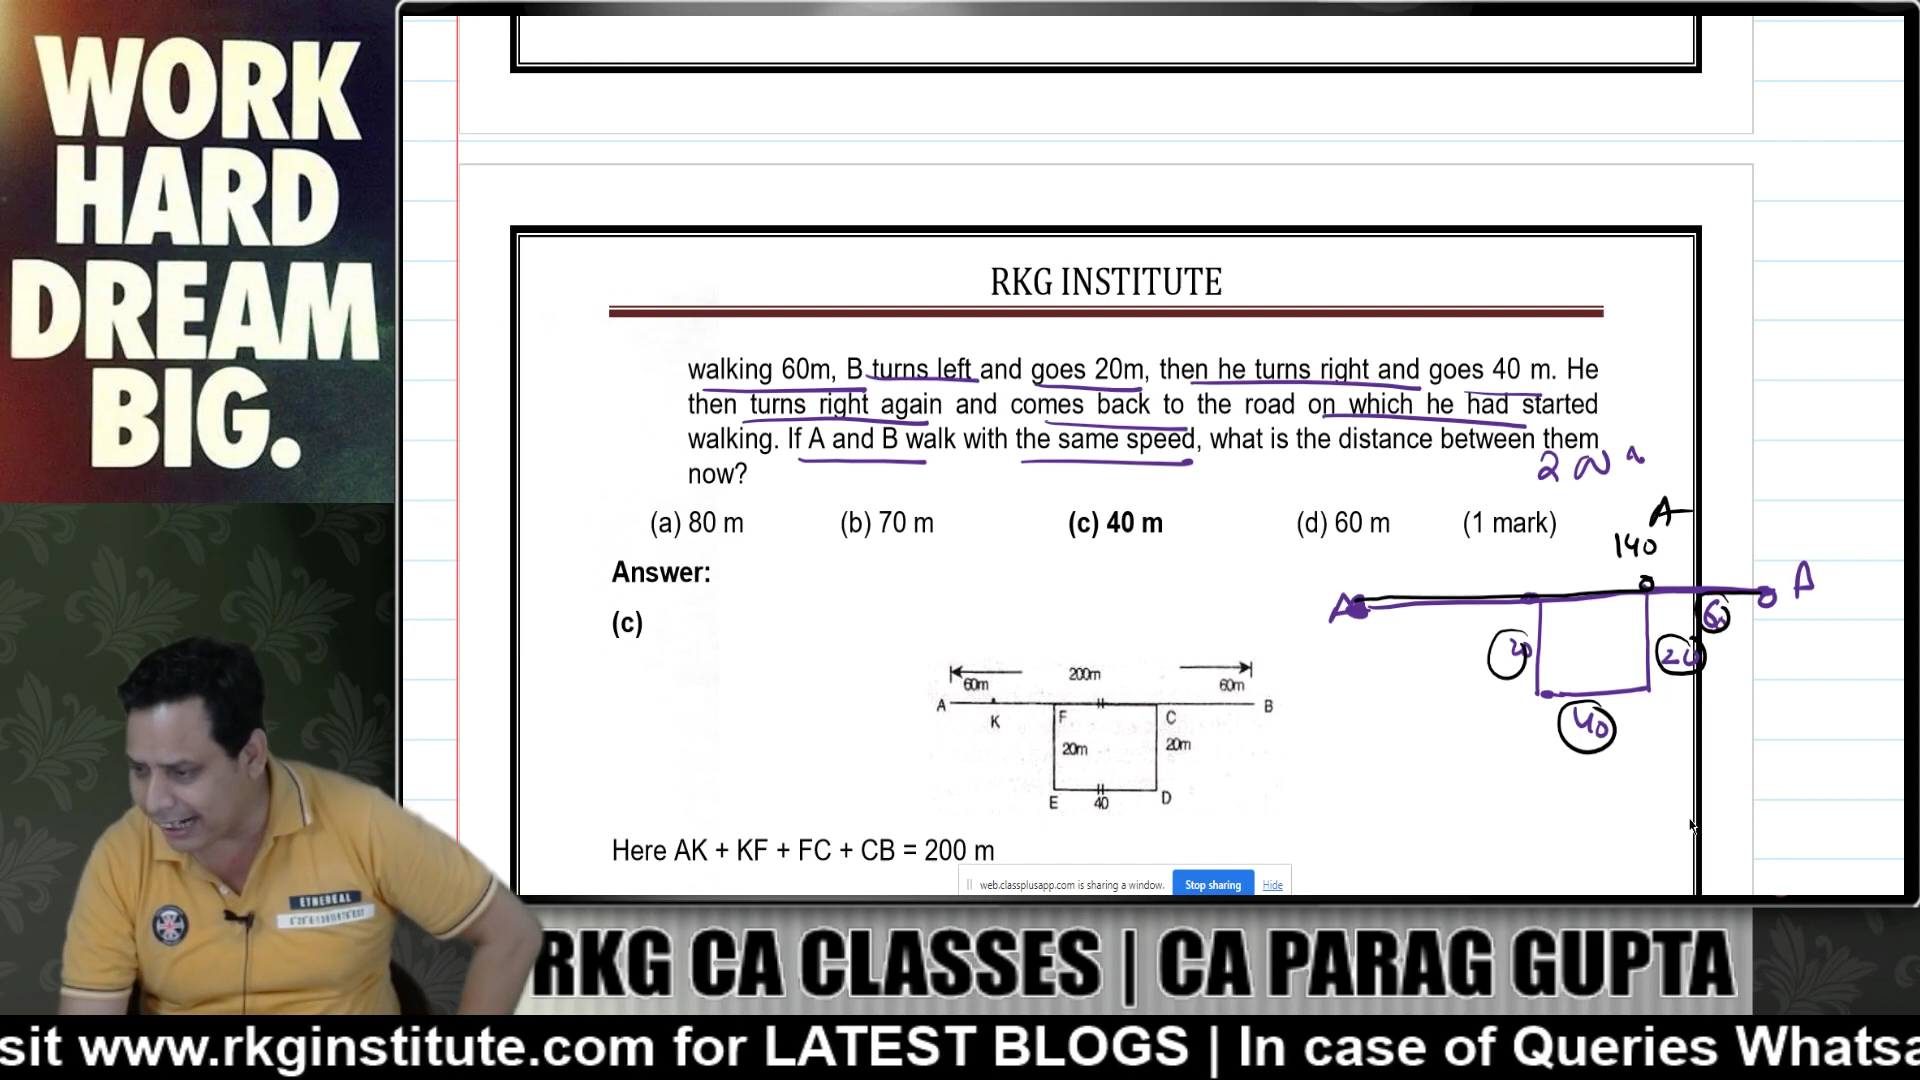 WORK
HARD
DREAM
BIG.
RKG INSTITUTE
walking 60m, B turns left and goes 20m, then he turns right and goes 40 m. He
then turns right again and comes back to the road on which he had started
walking. If A and B walk with the same speed, what is the distance between them
now?
(a) 80 m (b) 70 m (c) 40 m (d) 60 m (1 mark)
A
140
Answer:
A
(c)
20
20
40
200m
60m 60m
A K F C B
20m 20m
E 40 D
Here AK + KF + FC + CB = 200 m
web.classplusapp.com is sharing a window. Stop sharing Hide
ETHEREAL
RKG CA CLASSES | CA PARAG GUPTA
sit www.rkginstitute.com for LATEST BLOGS | In case of Queries Whatsa